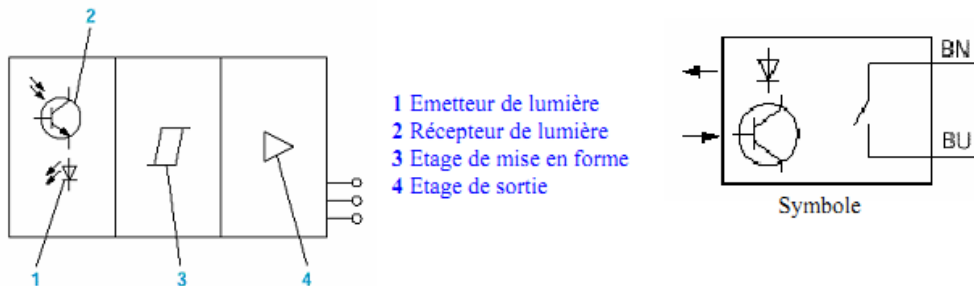 2
1
3
4
1 Emetteur de lumière
2 Récepteur de lumière
3 Etage de mise en forme
4 Etage de sortie
BN
BU
Symbole